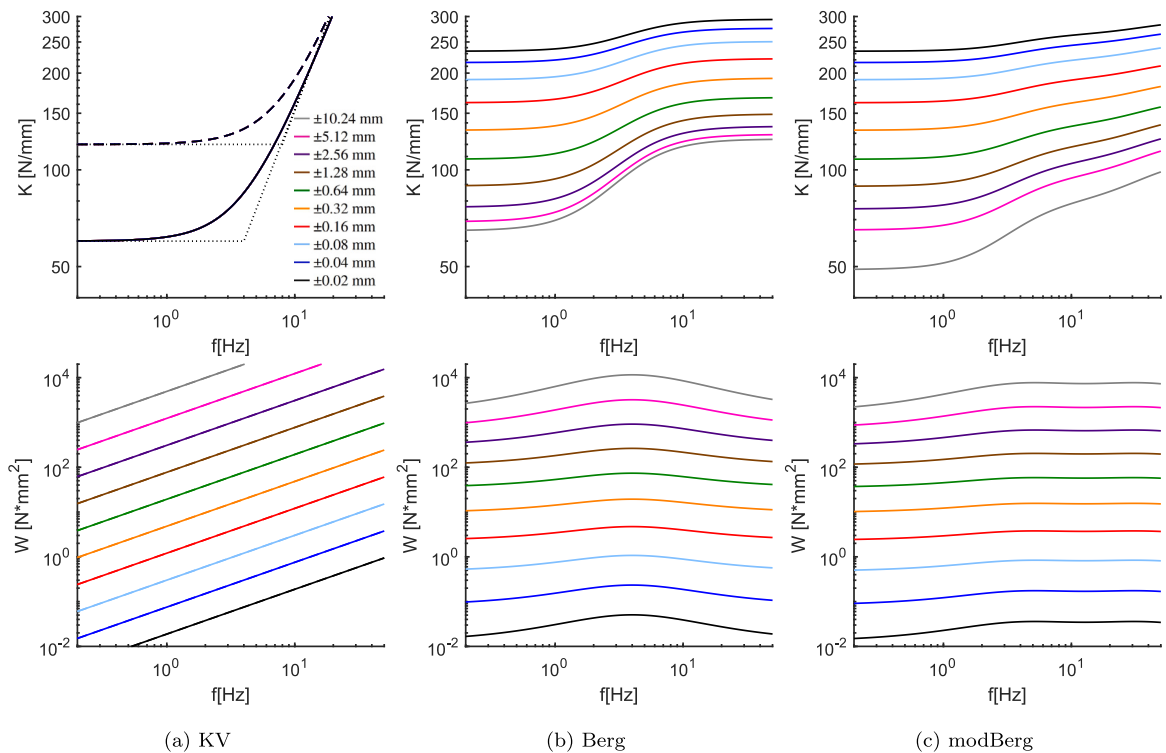 300
250
200
150
100
50
K [N/mm]
10^0
10^1
f[Hz]
±10.24 mm
±5.12 mm
±2.56 mm
±1.28 mm
±0.64 mm
±0.32 mm
±0.16 mm
±0.08 mm
±0.04 mm
±0.02 mm
300
250
200
150
100
50
K [N/mm]
10^0
10^1
f[Hz]
300
250
200
150
100
50
K [N/mm]
10^0
10^1
f[Hz]
10^4
10^2
10^0
10^-2
W [N*mm^2]
10^0
10^1
f[Hz]
10^4
10^2
10^0
10^-2
W [N*mm^2]
10^0
10^1
f[Hz]
10^4
10^2
10^0
10^-2
W [N*mm^2]
10^0
10^1
f[Hz]
(a) KV
(b) Berg
(c) modBerg